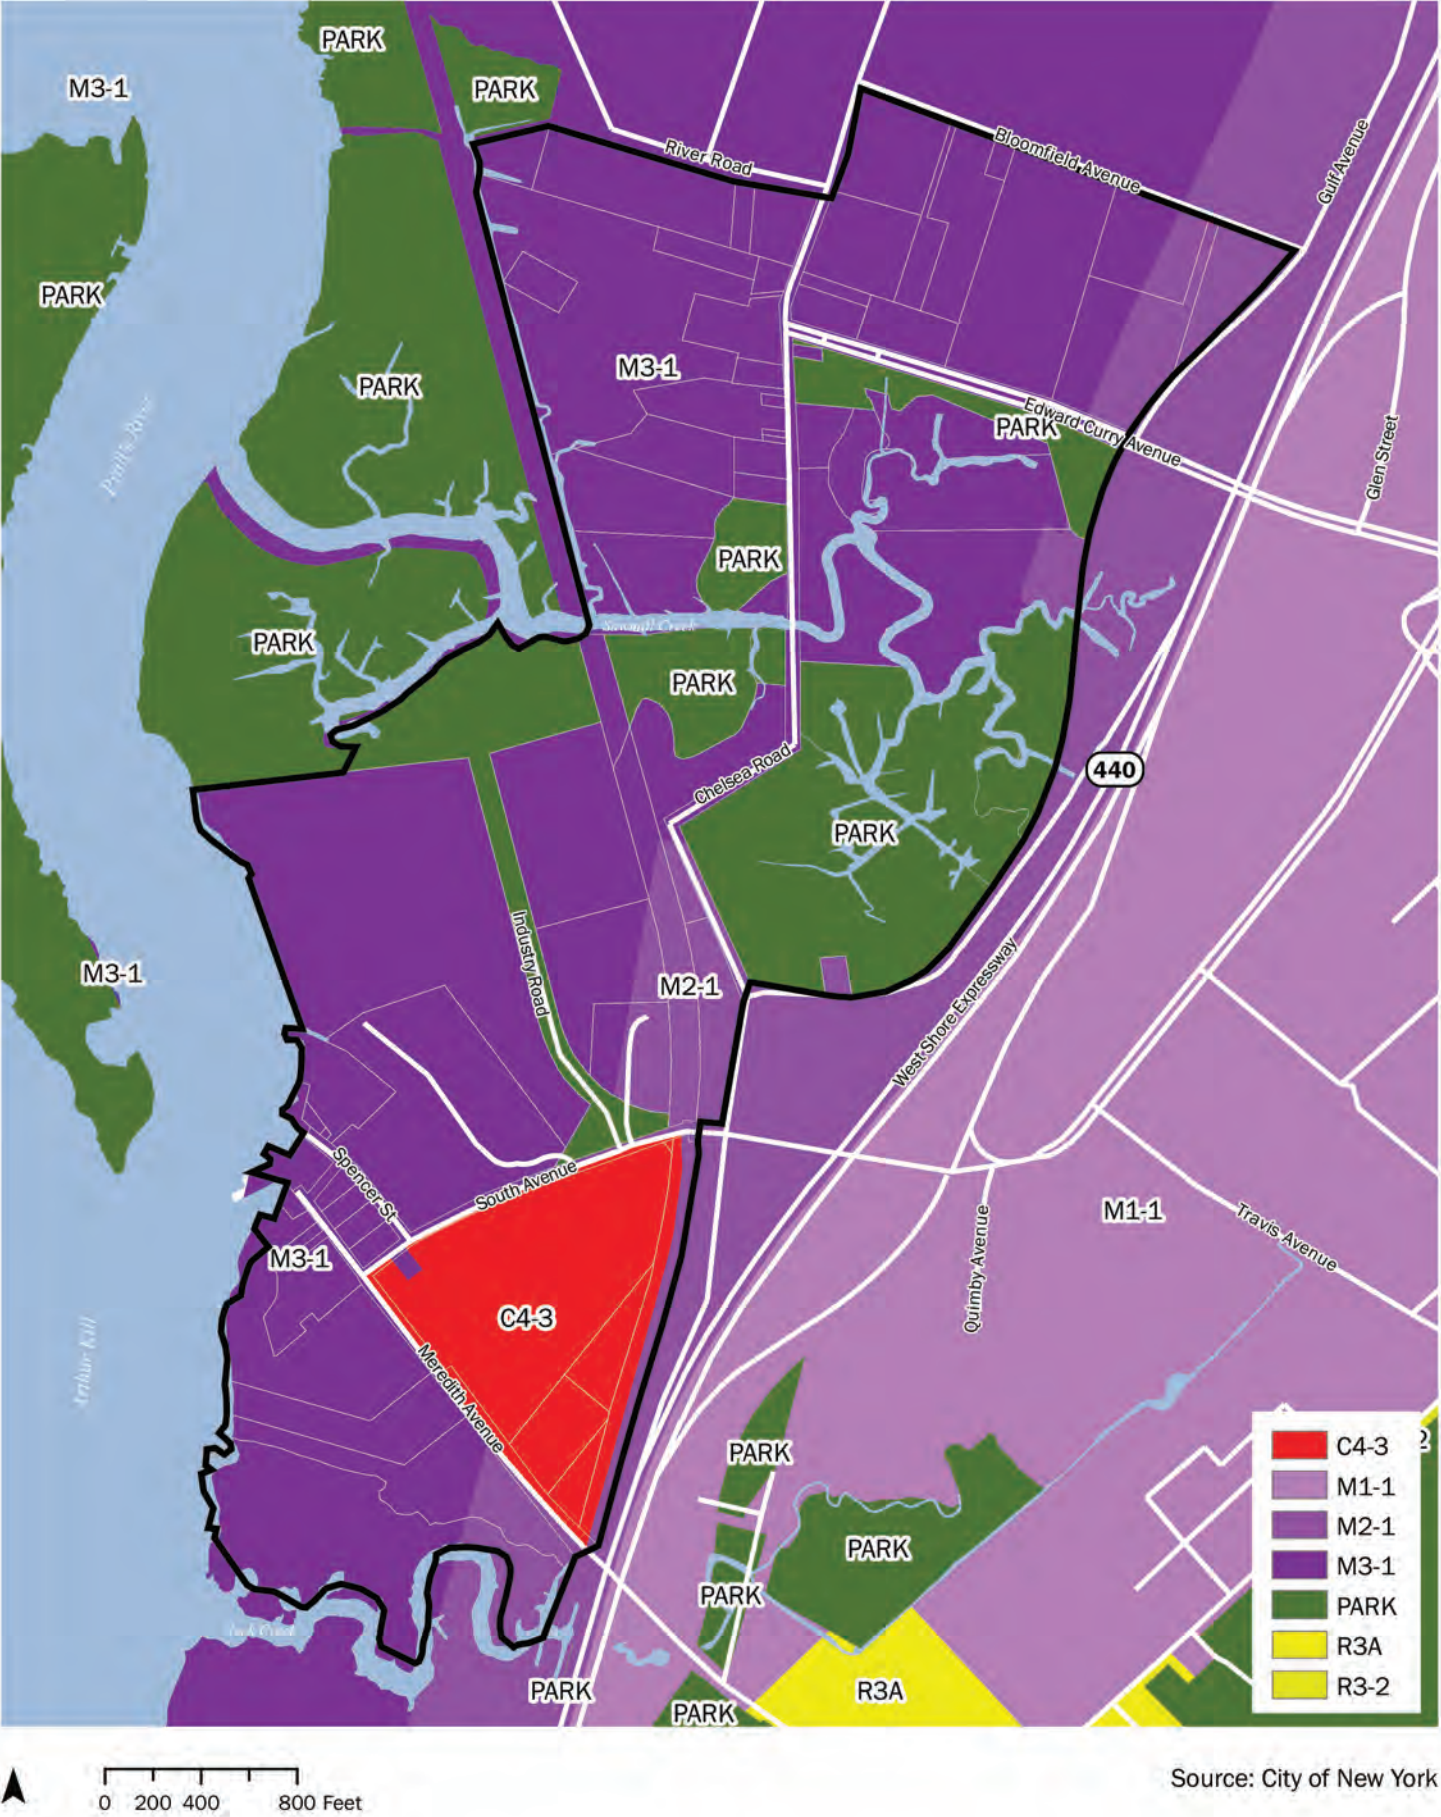 PARK
M3-1
PARK
River Road
Bloomfield Avenue
Gulf Avenue
PARK
M3-1
PARK
Prall's River
Edward Curry Avenue
PARK
Glen Street
PARK
Sawmill Creek
PARK
PARK
Chelsea Road
440
PARK
Industry Road
M3-1
M2-1
West Shore Expressway
Spencer St
South Avenue
M1-1
Travis Avenue
Quimby Avenue
M3-1
C4-3
Arthur Kill
Meredith Avenue
PARK
PARK
PARK
PARK
R3A
PARK
C4-3
M1-1
M2-1
M3-1
PARK
R3A
R3-2
2
Source: City of New York
0 200 400 800 Feet